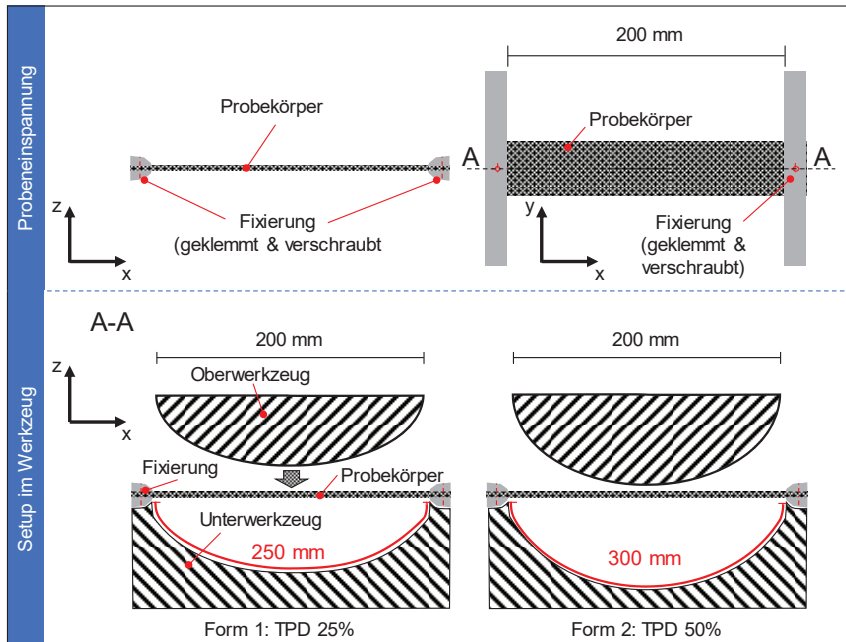 Probeneinspannung
200 mm
Probekörper
Probekörper
A
A
z
x
Fixierung
(geklemmt & verschraubt
y
x
Fixierung
(geklemmt &
verschraubt)
Setup im Werkzeug
A-A
z
x
200 mm
200 mm
Oberwerkzeug
Fixierung
Probekörper
Unterwerkzeug
250 mm
300 mm
Form 1: TPD 25%
Form 2: TPD 50%